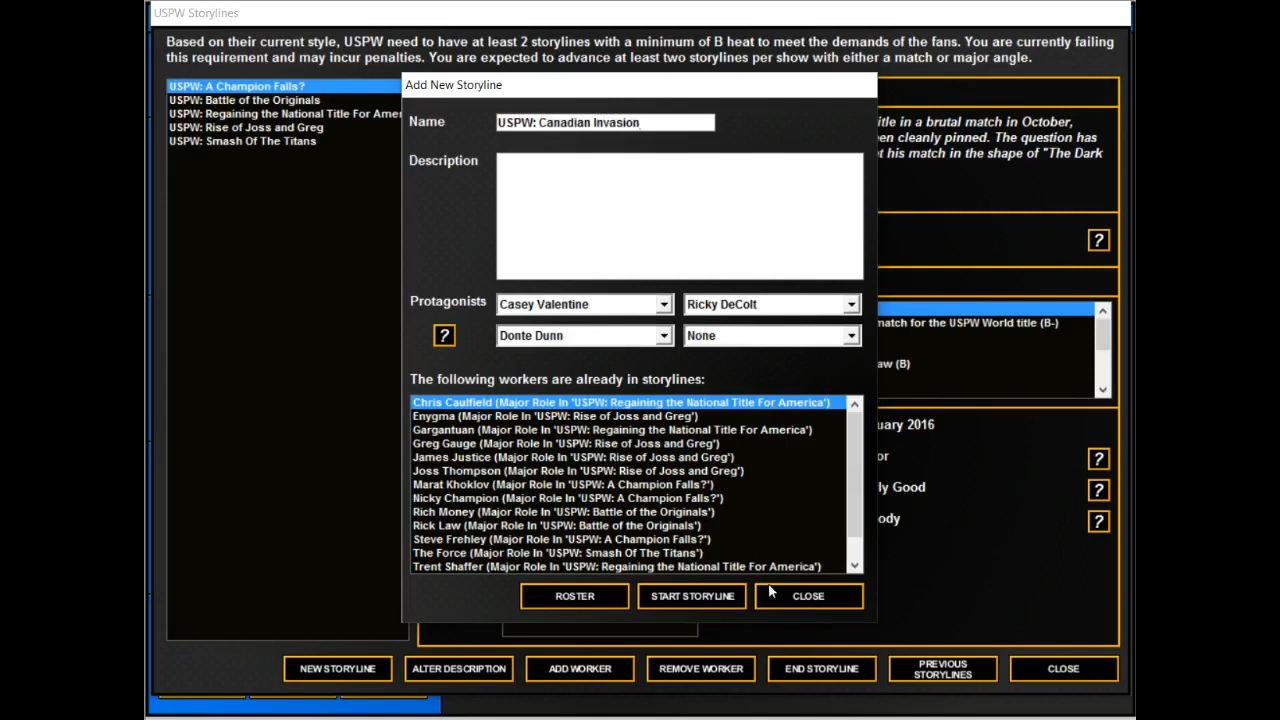 USPW Storylines
Based on their current style, USPW need to have at least 2 storylines with a minimum of B heat to meet the demands of the fans. You are currently failing
this requirement and may incur penalties. You are expected to advance at least two storylines per show with either a match or major angle.
USPW: A Champion Falls?
USPW: Battle of the Originals
USPW: Regaining the National Title For Amer
USPW: Rise of Joss and Greg
USPW: Smash Of The Titans
Add New Storyline
Name
USPW: Canadian Invasion
Description
Protagonists
Casey Valentine
Ricky DeColt
?
Donte Dunn
None
The following workers are already in storylines:
Chris Caulfield (Major Role In 'USPW: Regaining the National Title For America')
Enygma (Major Role In 'USPW: Rise of Joss and Greg')
Gargantuan (Major Role In 'USPW: Regaining the National Title For America')
Greg Gauge (Major Role In 'USPW: Rise of Joss and Greg')
James Justice (Major Role In 'USPW: Rise of Joss and Greg')
Joss Thompson (Major Role In 'USPW: Rise of Joss and Greg')
Marat Khoklov (Major Role In 'USPW: A Champion Falls?')
Nicky Champion (Major Role In 'USPW: A Champion Falls?')
Rich Money (Major Role In 'USPW: Battle of the Originals')
Rick Law (Major Role In 'USPW: Battle of the Originals')
Steve Frehley (Major Role In 'USPW: A Champion Falls?')
The Force (Major Role In 'USPW: Smash Of The Titans')
Trent Shaffer (Major Role In 'USPW: Regaining the National Title For America')
ROSTER
START STORYLINE
CLOSE
itle in a brutal match in October,
en cleanly pinned. The question has
t his match in the shape of "The Dark
?
match for the USPW World title (B-)
aw (B)
uary 2016
or
?
ly Good
?
ody
?
NEW STORYLINE
ALTER DESCRIPTION
ADD WORKER
REMOVE WORKER
END STORYLINE
PREVIOUS
STORYLINES
CLOSE